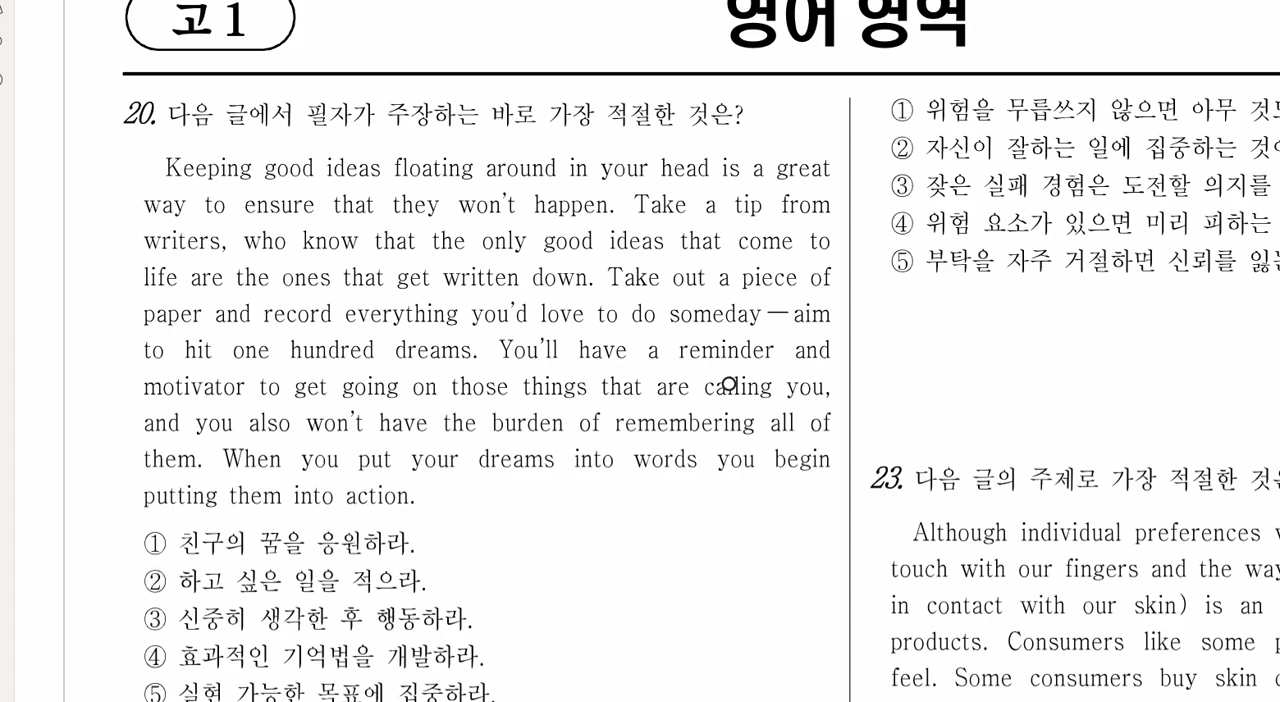 고1
영어 영역
20. 다음 글에서 필자가 주장하는 바로 가장 적절한 것은?
Keeping good ideas floating around in your head is a great
way to ensure that they won't happen. Take a tip from
writers, who know that the only good ideas that come to
life are the ones that get written down. Take out a piece of
paper and record everything you'd love to do someday — aim
to hit one hundred dreams. You'll have a reminder and
motivator to get going on those things that are calling you,
and you also won't have the burden of remembering all of
them. When you put your dreams into words you begin
putting them into action.
① 친구의 꿈을 응원하라.
② 하고 싶은 일을 적으라.
③ 신중히 생각한 후 행동하라.
④ 효과적인 기억법을 개발하라.
⑤ 실현 가능한 목표에 집중하라.
① 위험을 무릅쓰지 않으면 아무
② 자신이 잘하는 일에 집중하는
③ 잦은 실패 경험은 도전할 의지를
④ 위험 요소가 있으면 미리 피하는
⑤ 부탁을 자주 거절하면 신뢰를
23. 다음 글의 주제로 가장 적절한
Although individual preferences
touch with our fingers and the
in contact with our skin) is an
products. Consumers like some
feel. Some consumers buy skin